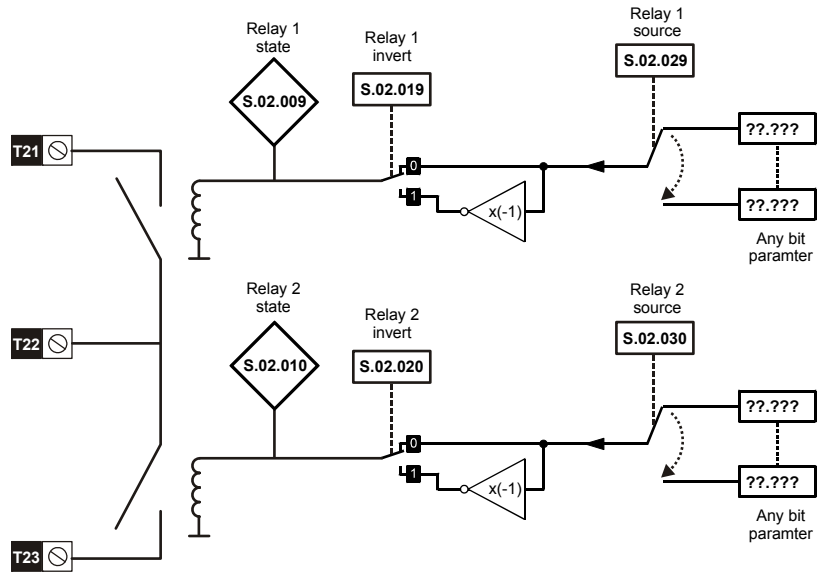 Relay 1
state
Relay 1
invert
Relay 1
source
S.02.009
S.02.019
S.02.029
T21
0
1
x(-1)
??.???
??.???
Any bit
paramter
T22
Relay 2
state
Relay 2
invert
Relay 2
source
S.02.010
S.02.020
S.02.030
0
1
x(-1)
??.???
??.???
Any bit
paramter
T23